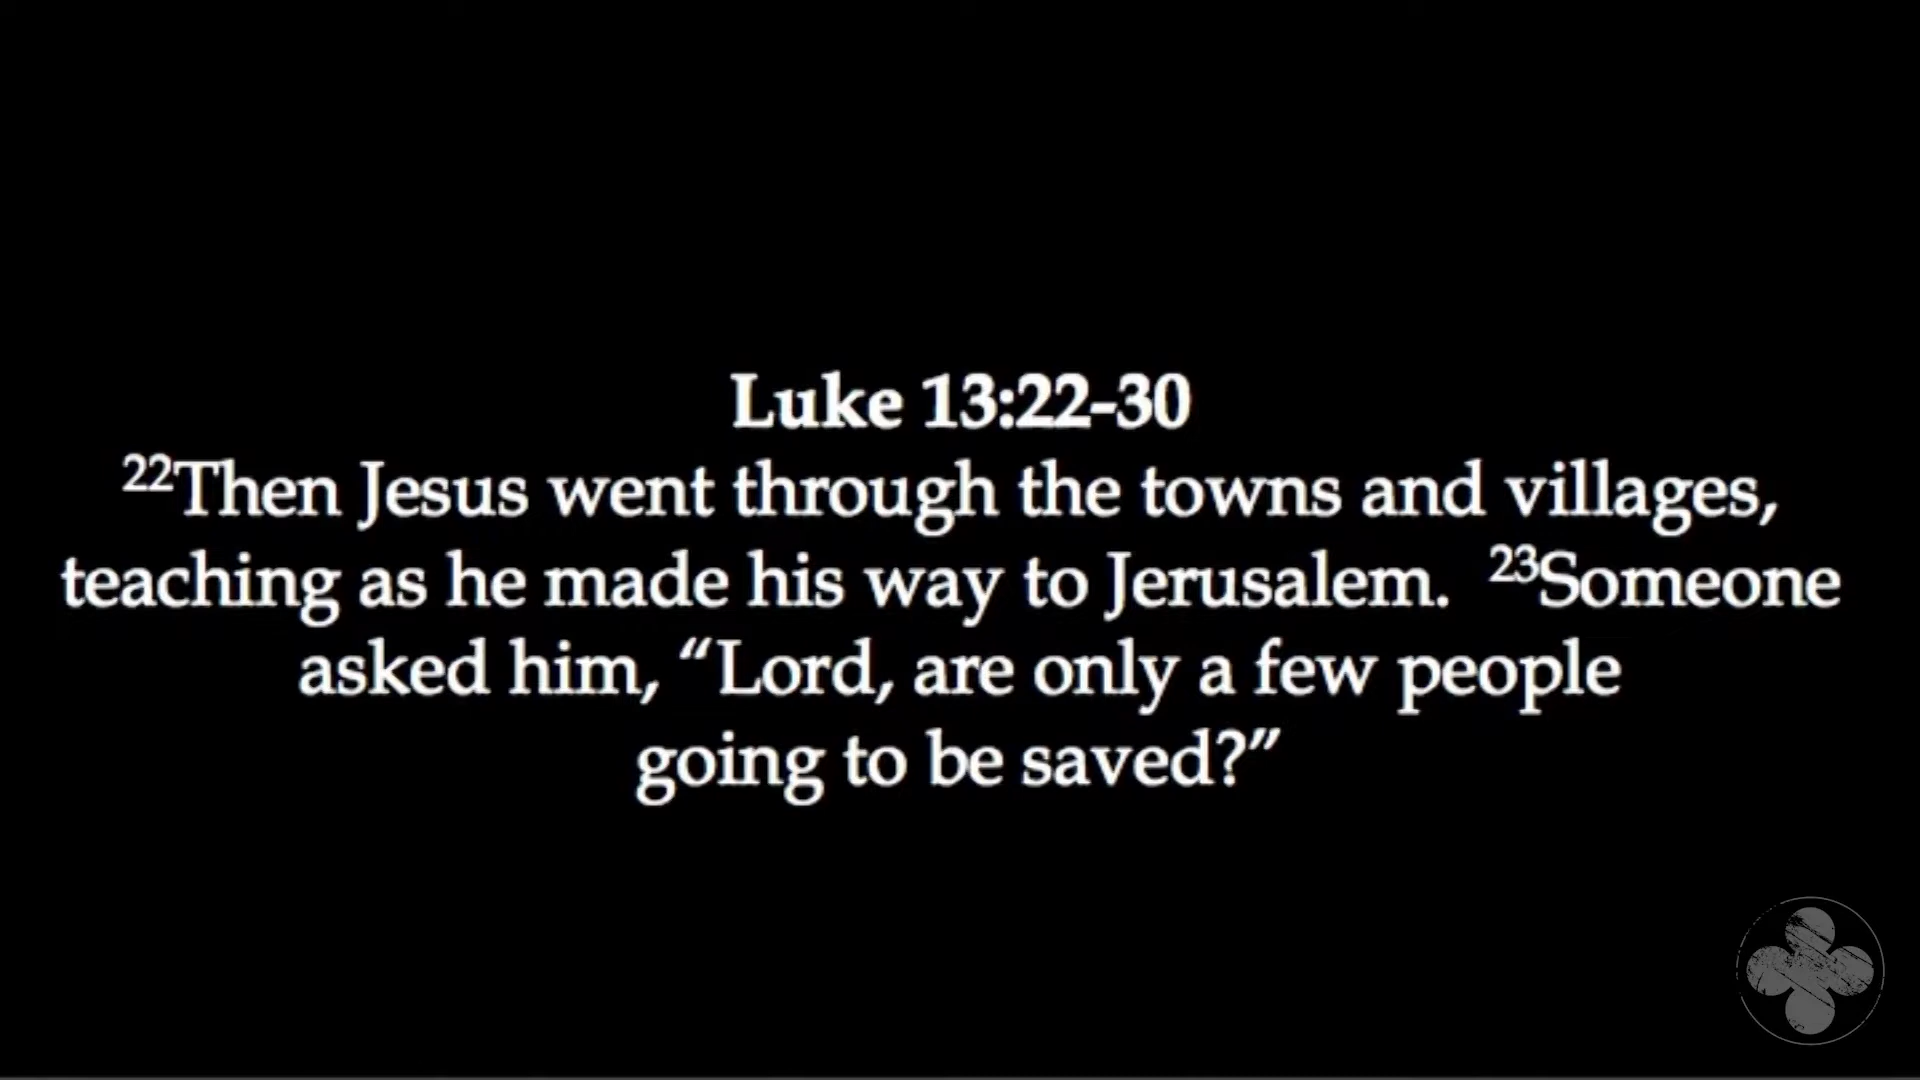 Luke 13:22-30
²²Then Jesus went through the towns and villages,
teaching as he made his way to Jerusalem. ²³Someone
asked him, “Lord, are only a few people
going to be saved?”